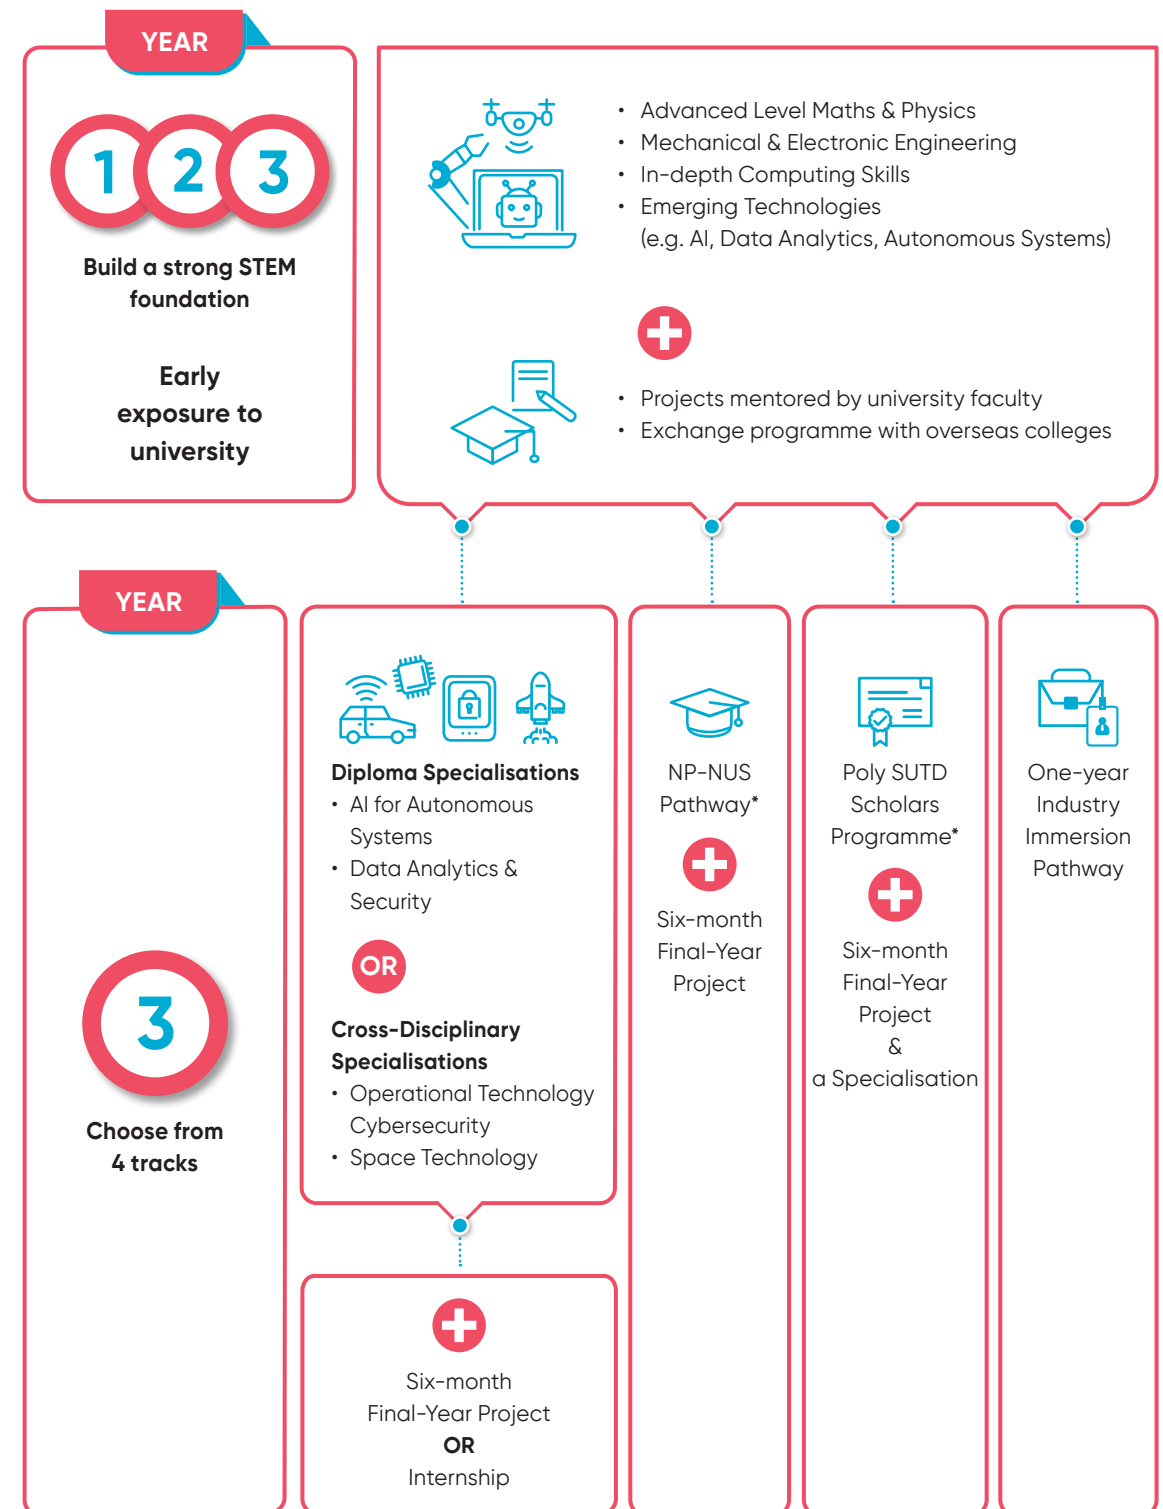 YEAR
1 2 3
Build a strong STEM
foundation
Early
exposure to
university
• Advanced Level Maths & Physics
• Mechanical & Electronic Engineering
• In-depth Computing Skills
• Emerging Technologies
(e.g. AI, Data Analytics, Autonomous Systems)
• Projects mentored by university faculty
• Exchange programme with overseas colleges
YEAR
3
Choose from
4 tracks
Diploma Specialisations
• AI for Autonomous
Systems
• Data Analytics &
Security
OR
Cross-Disciplinary
Specialisations
• Operational Technology
Cybersecurity
• Space Technology
Six-month
Final-Year Project
OR
Internship
NP-NUS
Pathway*
Six-month
Final-Year
Project
Poly SUTD
Scholars
Programme*
Six-month
Final-Year
Project
&
a Specialisation
One-year
Industry
Immersion
Pathway